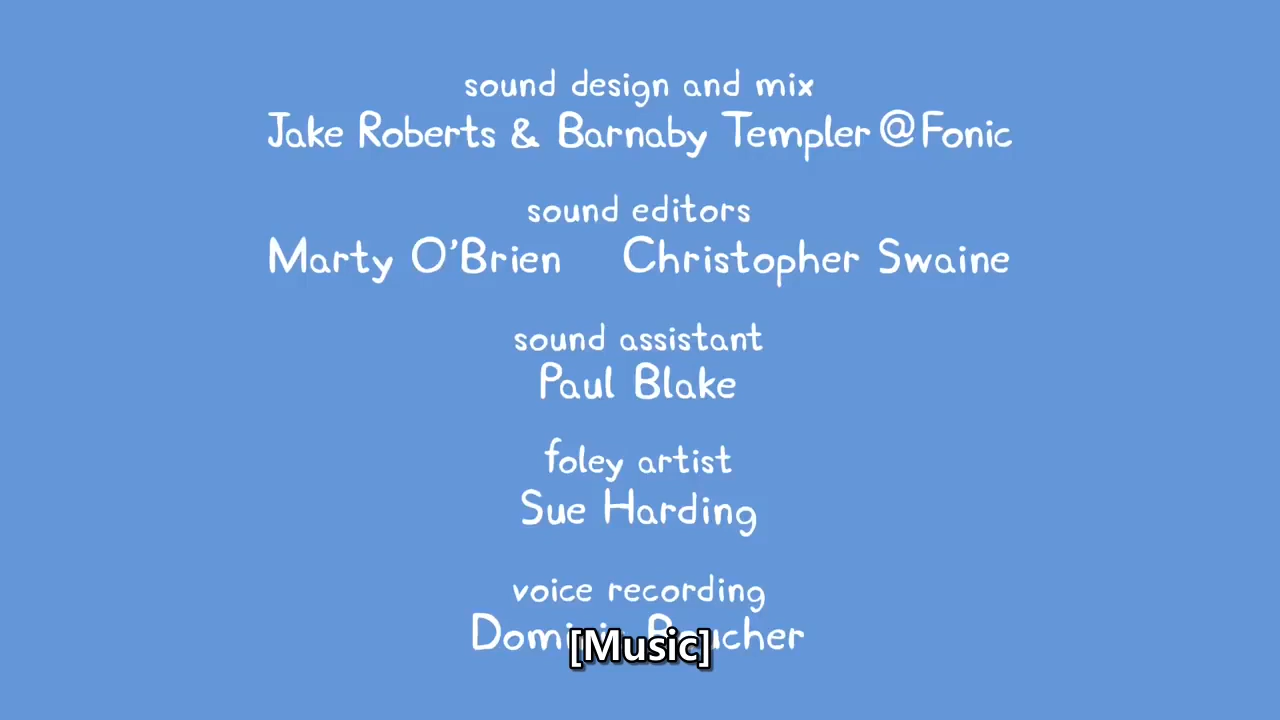 sound design and mix
Jake Roberts & Barnaby Templer @ Fonic
sound editors
Marty O'Brien Christopher Swaine
sound assistant
Paul Blake
foley artist
Sue Harding
voice recording
[Music]